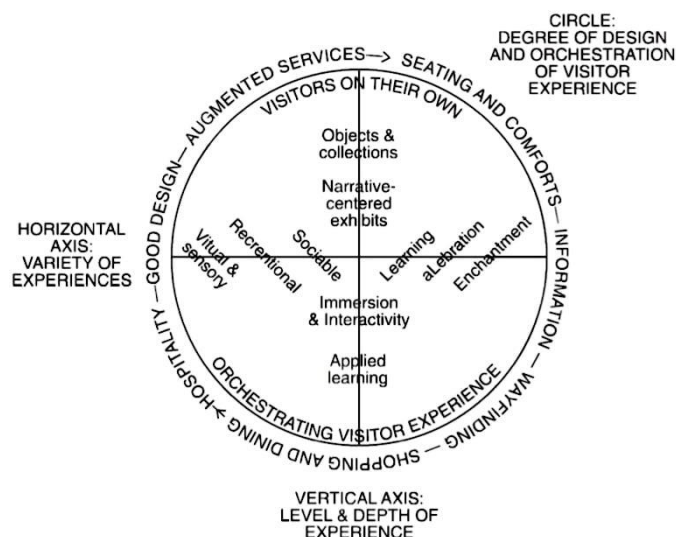 CIRCLE:
DEGREE OF DESIGN
AND ORCHESTRATION
OF VISITOR
EXPERIENCE
GOOD DESIGN — AUGMENTED SERVICES → SEATING AND COMFORTS — INFORMATION — WAYFINDING — SHOPPING AND DINING → HOSPITALITY —
VISITORS ON THEIR OWN
Objects &
collections
Narrative-
centered
exhibits
HORIZONTAL
AXIS:
VARIETY OF
EXPERIENCES
Vitual &
sensory
Recrentional
Sociable
Learning
aLebration
Enchantment
Immersion
& Interactivity
Applied
learning
ORCHESTRATING VISITOR EXPERIENCE
VERTICAL AXIS:
LEVEL & DEPTH OF
EXPERIENCE